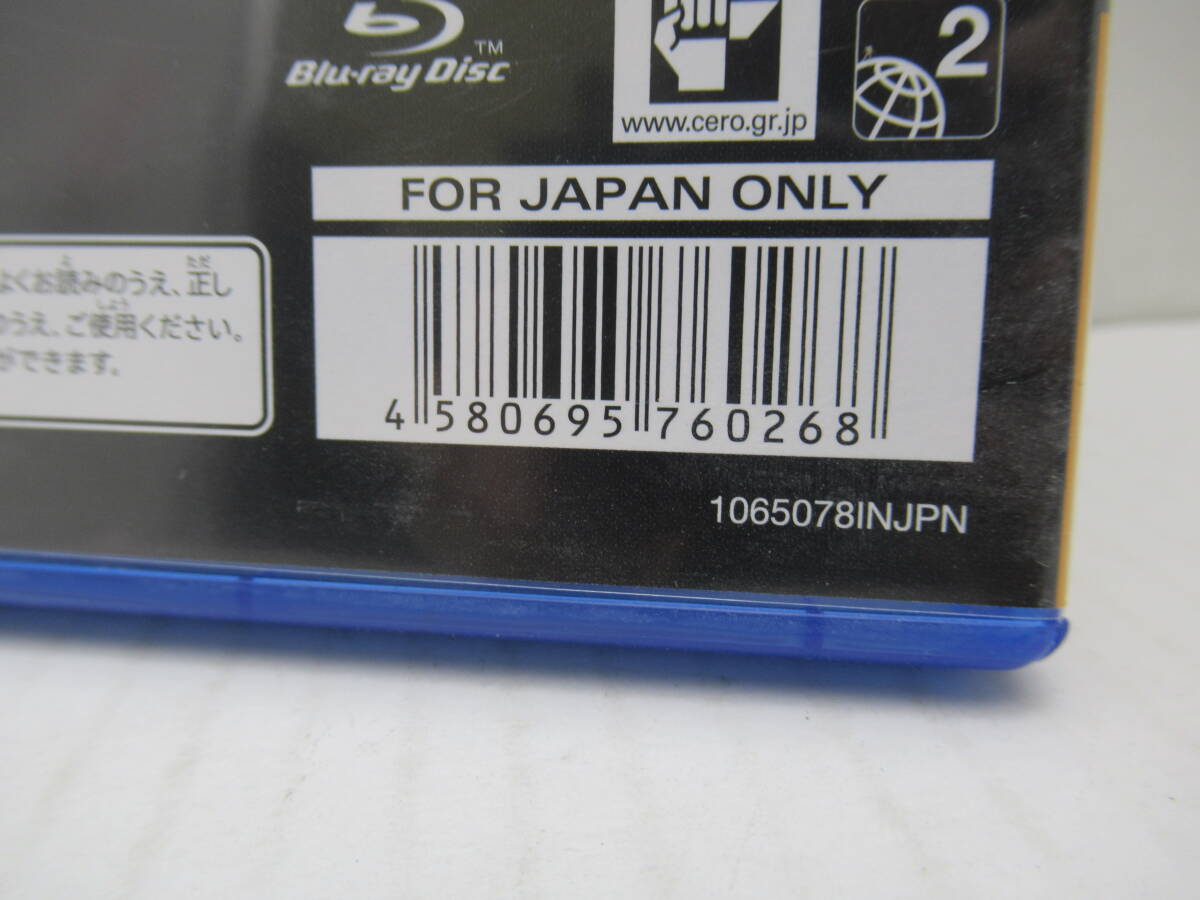 Blu-ray Disc™
www.cero.gr.jp
2
FOR JAPAN ONLY
よくお読みのうえ、正し
のうえ、ご使用ください。
ができます。
4 580695 760268
1065078INJPN